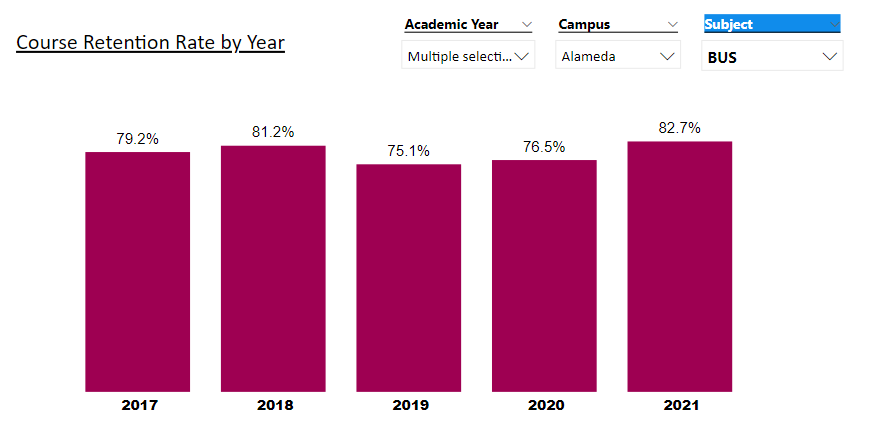 Course Retention Rate by Year
Academic Year
Campus
Subject
Multiple selecti...
Alameda
BUS
79.2%
81.2%
75.1%
76.5%
82.7%
2017
2018
2019
2020
2021